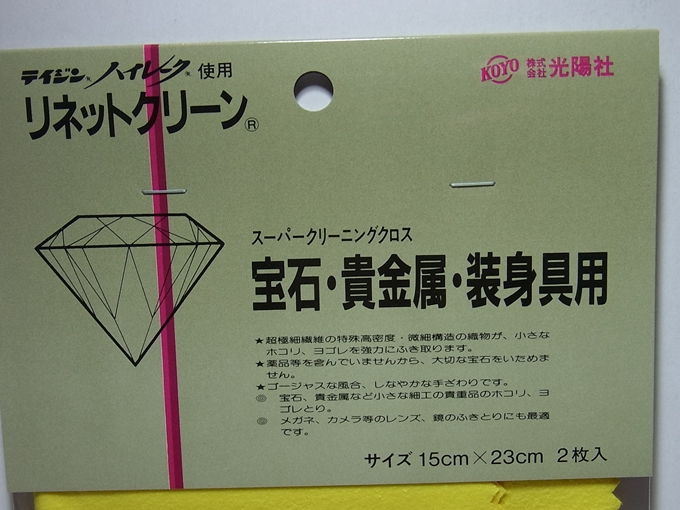 テイジン® ハイレーク® 使用
KOYO 株式会社 光陽社
リネットクリーン®
スーパークリーニングクロス
宝石・貴金属・装身具用
★超極細繊維の特殊高密度・微細構造の織物が、小さな
ホコリ、ヨゴレを強力にふき取ります。
★薬品等を含んでいませんから、大切な宝石をいためま
せん。
★ゴージャスな風合、しなやかな手ざわりです。
◎ 宝石、貴金属など小さな細工の貴重品のホコリ、ヨ
ゴレとり。
◎ メガネ、カメラ等のレンズ、鏡のふきとりにも最適
です。
サイズ 15cm×23cm 2枚入